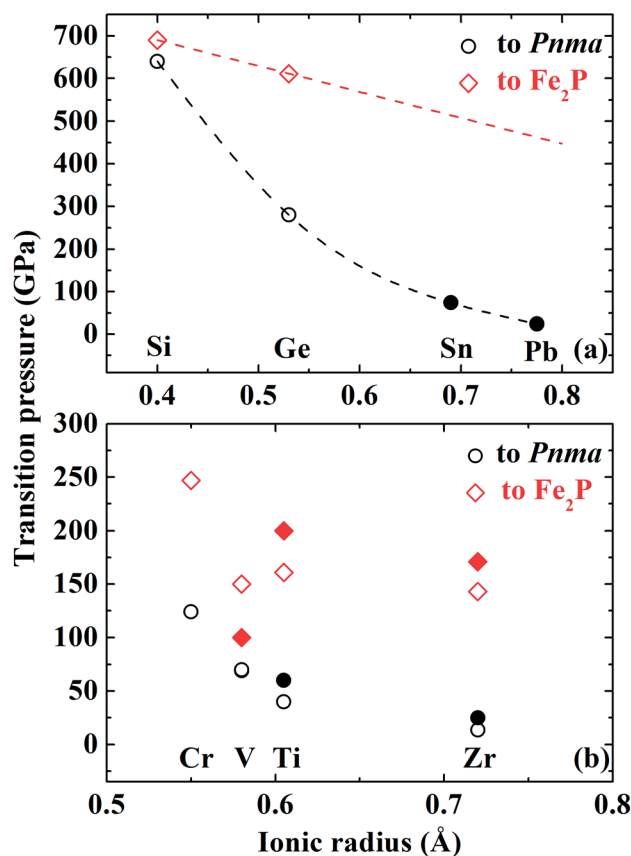 Transition pressure (GPa)
700
600
500
400
300
200
100
0
to Pnma
to Fe₂P
Si
Ge
Sn
Pb
(a)
0.4
0.5
0.6
0.7
0.8
300
250
200
150
100
50
0
to Pnma
to Fe₂P
Cr
V
Ti
Zr
(b)
0.5
0.6
0.7
0.8
Ionic radius (Å)